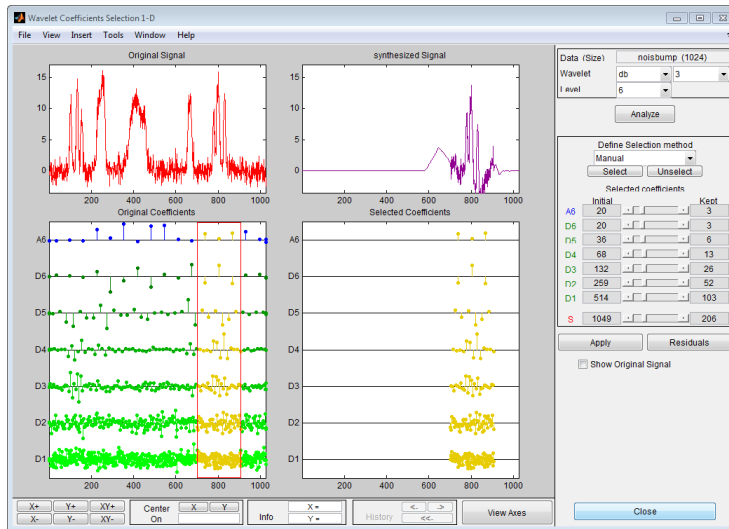 Wavelet Coefficients Selection 1-D
File View Insert Tools Window Help
Original Signal
15
10
5
0
200 400 600 800 1000
synthesized Signal
15
10
5
0
200 400 600 800 1000
Original Coefficients
A6
D6
D5
D4
D3
D2
D1
200 400 600 800 1000
Selected Coefficients
A6
D6
D5
D4
D3
D2
D1
200 400 600 800 1000
Data (Size) noisbump (1024)
Wavelet db 3
Level 6
Analyze
Define Selection method
Manual
Select Unselect
Selected coefficients
Initial Kept
A6 20 3
D6 20 3
D5 36 6
D4 68 13
D3 132 26
D2 259 52
D1 514 103
S 1049 206
Apply Residuals
Show Original Signal
Close
X+ Y+ XY+
X- Y- XY-
Center On X Y
Info X = Y =
History <- -> <<-
View Axes